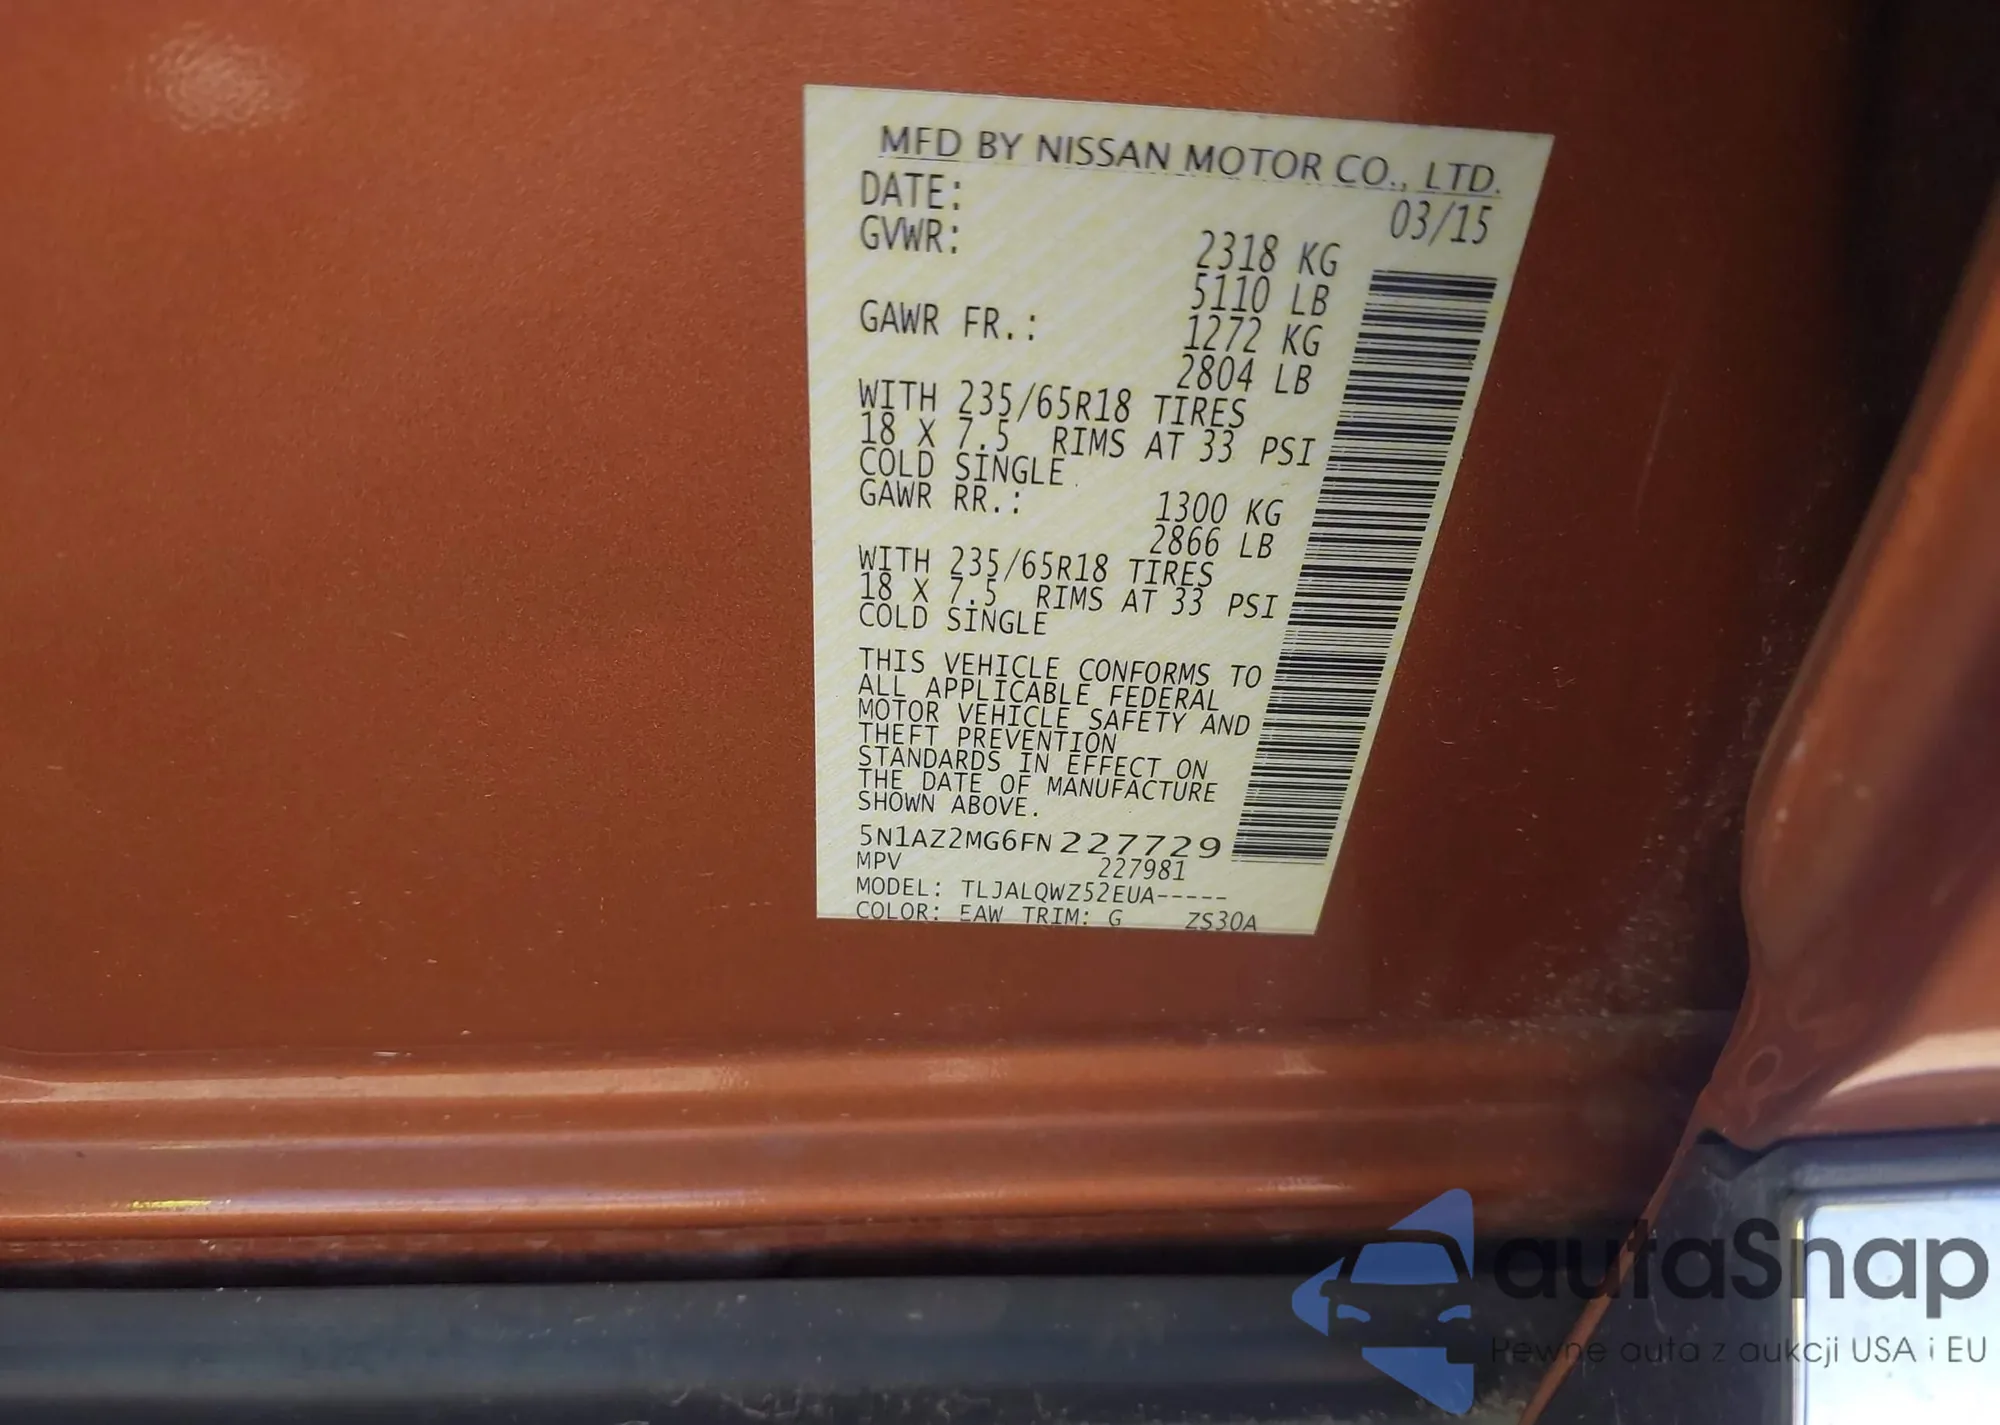 MFD BY NISSAN MOTOR CO., LTD.
DATE: 03/15
GVWR: 2318 KG
5110 LB
GAWR FR.: 1272 KG
2804 LB
WITH 235/65R18 TIRES
18 X 7.5 RIMS AT 33 PSI
COLD SINGLE
GAWR RR.: 1300 KG
2866 LB
WITH 235/65R18 TIRES
18 X 7.5 RIMS AT 33 PSI
COLD SINGLE
THIS VEHICLE CONFORMS TO
ALL APPLICABLE FEDERAL
MOTOR VEHICLE SAFETY AND
THEFT PREVENTION
STANDARDS IN EFFECT ON
THE DATE OF MANUFACTURE
SHOWN ABOVE.
5N1AZ2MG6FN227729
MPV 227981
MODEL: TLJALQWZ52EUA-----
COLOR: EAW TRIM: G ZS30A
autaSnap
Pewne auta z aukcji USA i EU